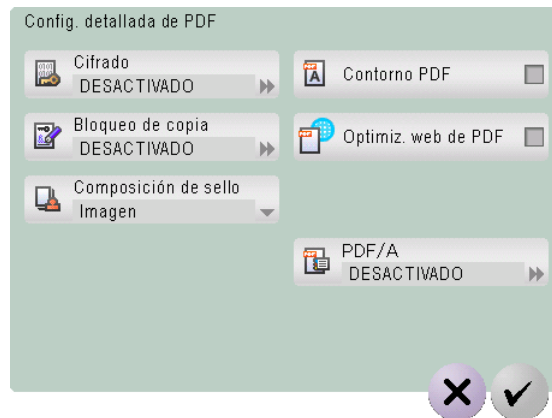 Config. detallada de PDF
Cifrado
DESACTIVADO
Contorno PDF
Bloqueo de copia
DESACTIVADO
Optimiz. web de PDF
Composición de sello
Imagen
PDF/A
DESACTIVADO